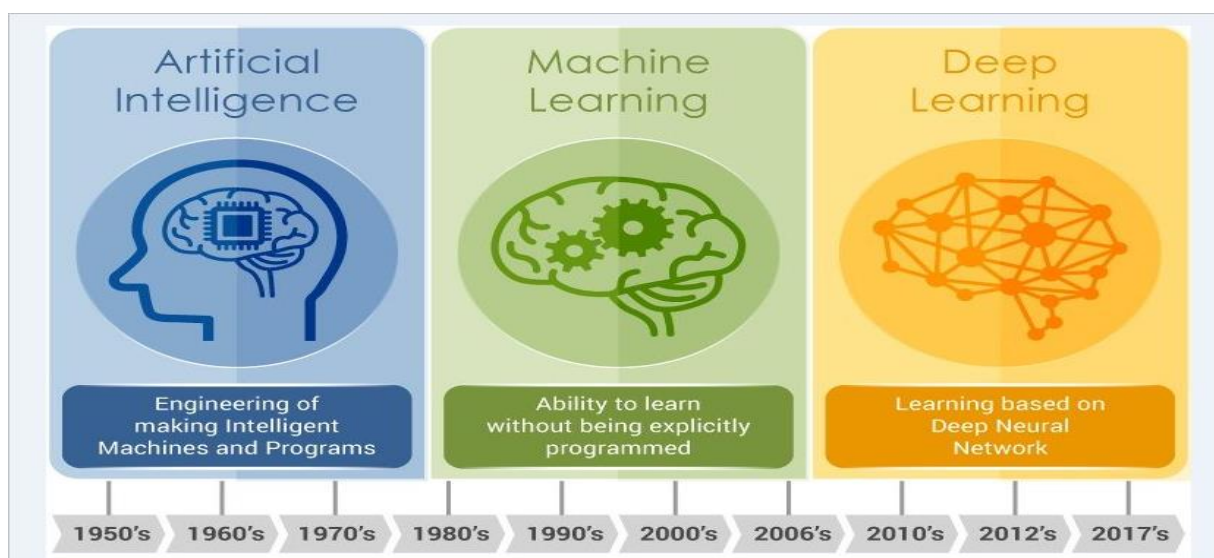 Artificial
Intelligence
Machine
Learning
Deep
Learning
Engineering of
making Intelligent
Machines and Programs
Ability to learn
without being explicitly
programmed
Learning based on
Deep Neural
Network
1950's 1960's 1970's 1980's 1990's 2000's 2006's 2010's 2012's 2017's